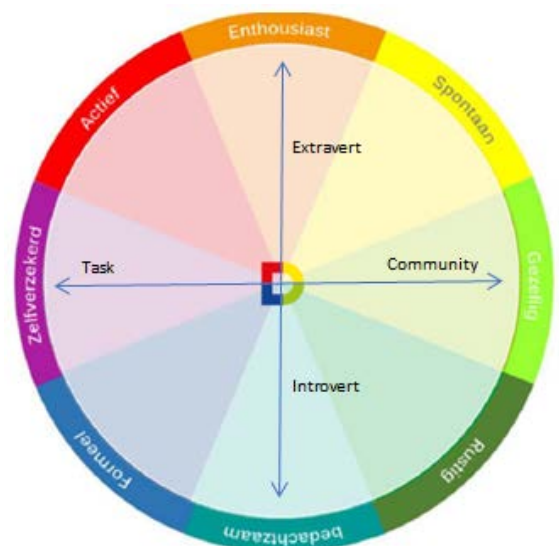 Enthousiast
Spontaan
Gezellig
Rustig
bedachtzaam
Formeel
Zelfverzekerd
Actief
Extravert
Task
Community
Introvert